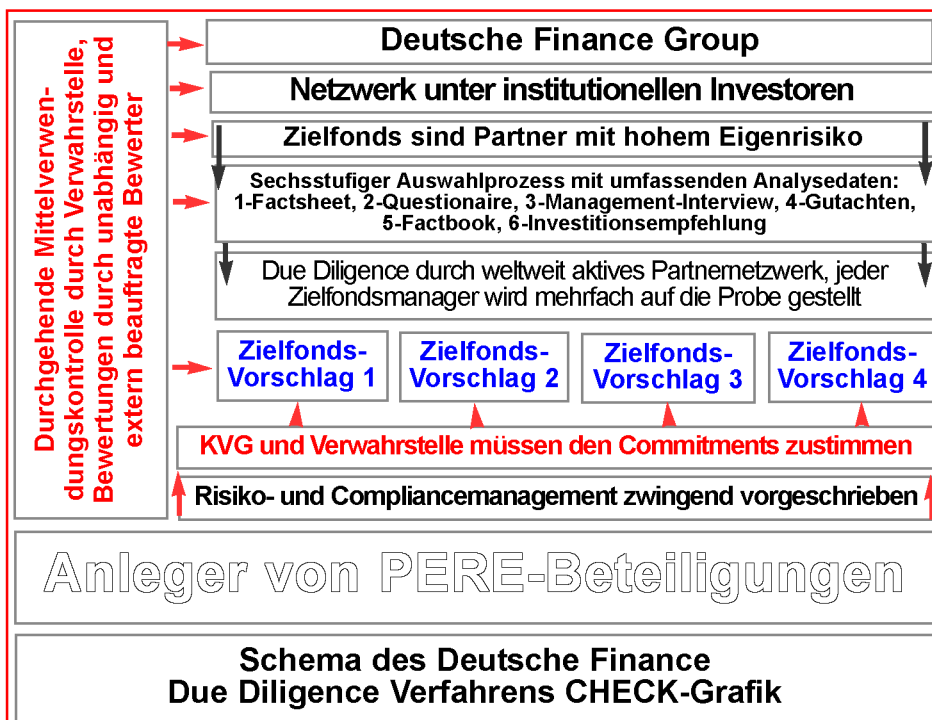 Durchgehende Mittelverwen-
dungskontrolle durch Verwahrstelle,
Bewertungen durch unabhängig und
extern beauftragte Bewerter
Deutsche Finance Group
Netzwerk unter institutionellen Investoren
Zielfonds sind Partner mit hohem Eigenrisiko
Sechsstufiger Auswahlprozess mit umfassenden Analysedaten:
1-Factsheet, 2-Questionaire, 3-Management-Interview, 4-Gutachten,
5-Factbook, 6-Investitionsempfehlung
Due Diligence durch weltweit aktives Partnernetzwerk, jeder
Zielfondsmanager wird mehrfach auf die Probe gestellt
Zielfonds-
Vorschlag 1
Zielfonds-
Vorschlag 2
Zielfonds-
Vorschlag 3
Zielfonds-
Vorschlag 4
KVG und Verwahrstelle müssen den Commitments zustimmen
Risiko- und Compliancemanagement zwingend vorgeschrieben
Anleger von PERE-Beteiligungen
Schema des Deutsche Finance
Due Diligence Verfahrens CHECK-Grafik